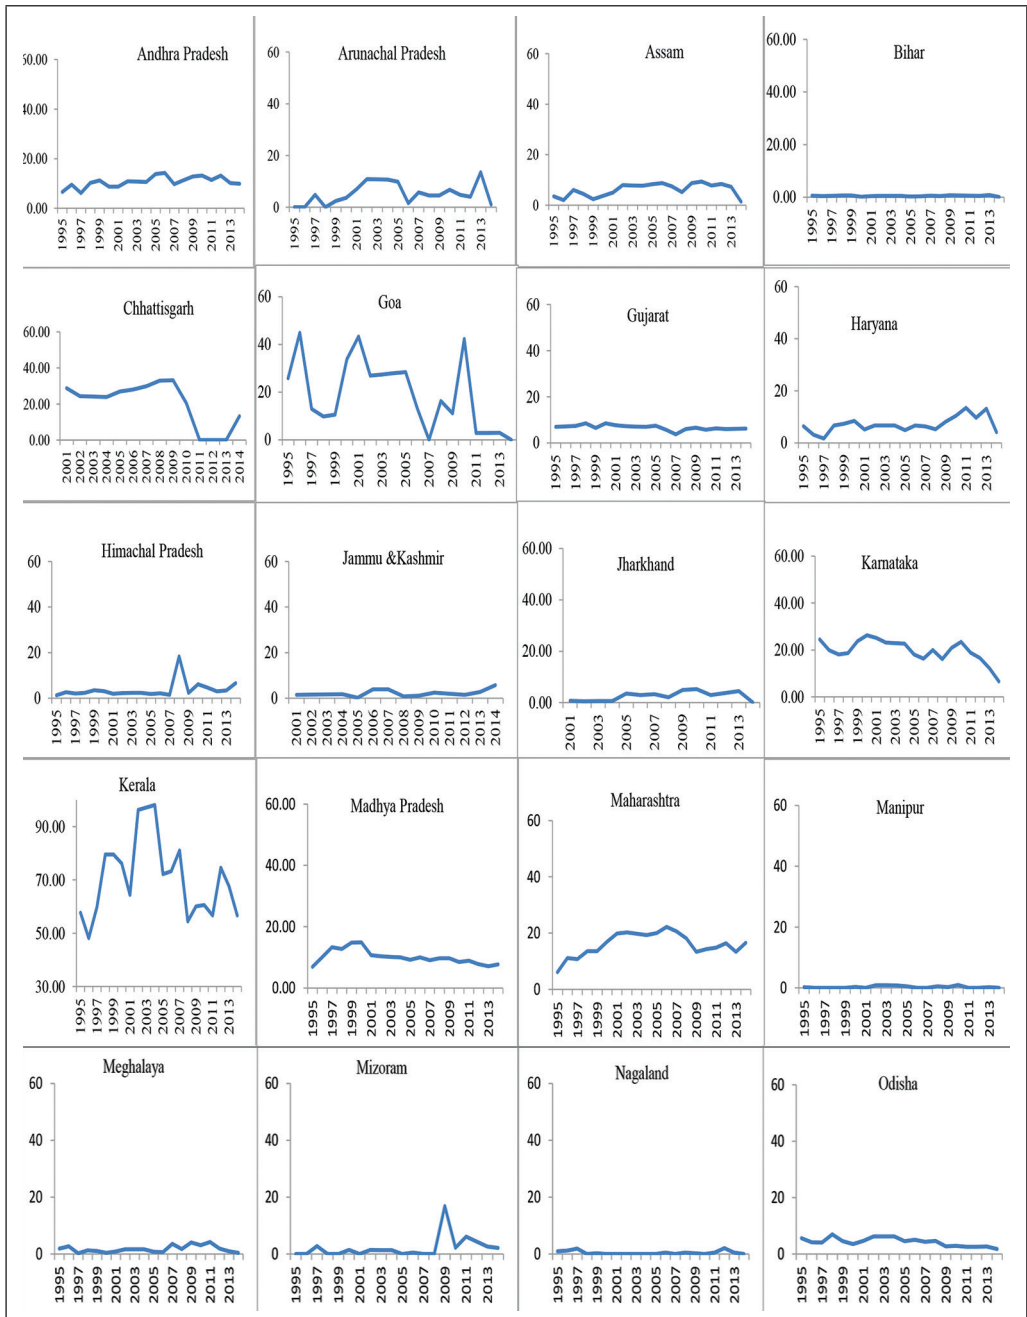 Andhra Pradesh
60.00
40.00
20.00
0.00
1995 1997 1999 2001 2003 2005 2007 2009 2011 2013
Arunachal Pradesh
60
40
20
0
1995 1997 1999 2001 2003 2005 2007 2009 2011 2013
Assam
60
40
20
0
1995 1997 1999 2001 2003 2005 2007 2009 2011 2013
Bihar
60.00
40.00
20.00
0.00
1995 1997 1999 2001 2003 2005 2007 2009 2011 2013
Chhattisgarh
60.00
40.00
20.00
0.00
2001 2002 2003 2004 2005 2006 2007 2008 2009 2010 2011 2012 2013 2014
Goa
60
40
20
0
1995 1997 1999 2001 2003 2005 2007 2009 2011 2013
Gujarat
60
40
20
0
1995 1997 1999 2001 2003 2005 2007 2009 2011 2013
Haryana
60
40
20
0
1995 1997 1999 2001 2003 2005 2007 2009 2011 2013
Himachal Pradesh
60
40
20
0
1995 1997 1999 2001 2003 2005 2007 2009 2011 2013
Jammu &Kashmir
60
40
20
0
2001 2002 2003 2004 2005 2006 2007 2008 2009 2010 2011 2012 2013 2014
Jharkhand
60.00
40.00
20.00
0.00
2001 2003 2005 2007 2009 2011 2013
Karnataka
60.00
40.00
20.00
0.00
1995 1997 1999 2001 2003 2005 2007 2009 2011 2013
Kerala
90.00
70.00
50.00
30.00
1995 1997 1999 2001 2003 2005 2007 2009 2011 2013
Madhya Pradesh
60.00
40.00
20.00
0.00
1995 1997 1999 2001 2003 2005 2007 2009 2011 2013
Maharashtra
60
40
20
0
1995 1997 1999 2001 2003 2005 2007 2009 2011 2013
Manipur
60
40
20
0
1995 1997 1999 2001 2003 2005 2007 2009 2011 2013
Meghalaya
60
40
20
0
1995 1997 1999 2001 2003 2005 2007 2009 2011 2013
Mizoram
60
40
20
0
1995 1997 1999 2001 2003 2005 2007 2009 2011 2013
Nagaland
60
40
20
0
1995 1997 1999 2001 2003 2005 2007 2009 2011 2013
Odisha
60
40
20
0
1995 1997 1999 2001 2003 2005 2007 2009 2011 2013